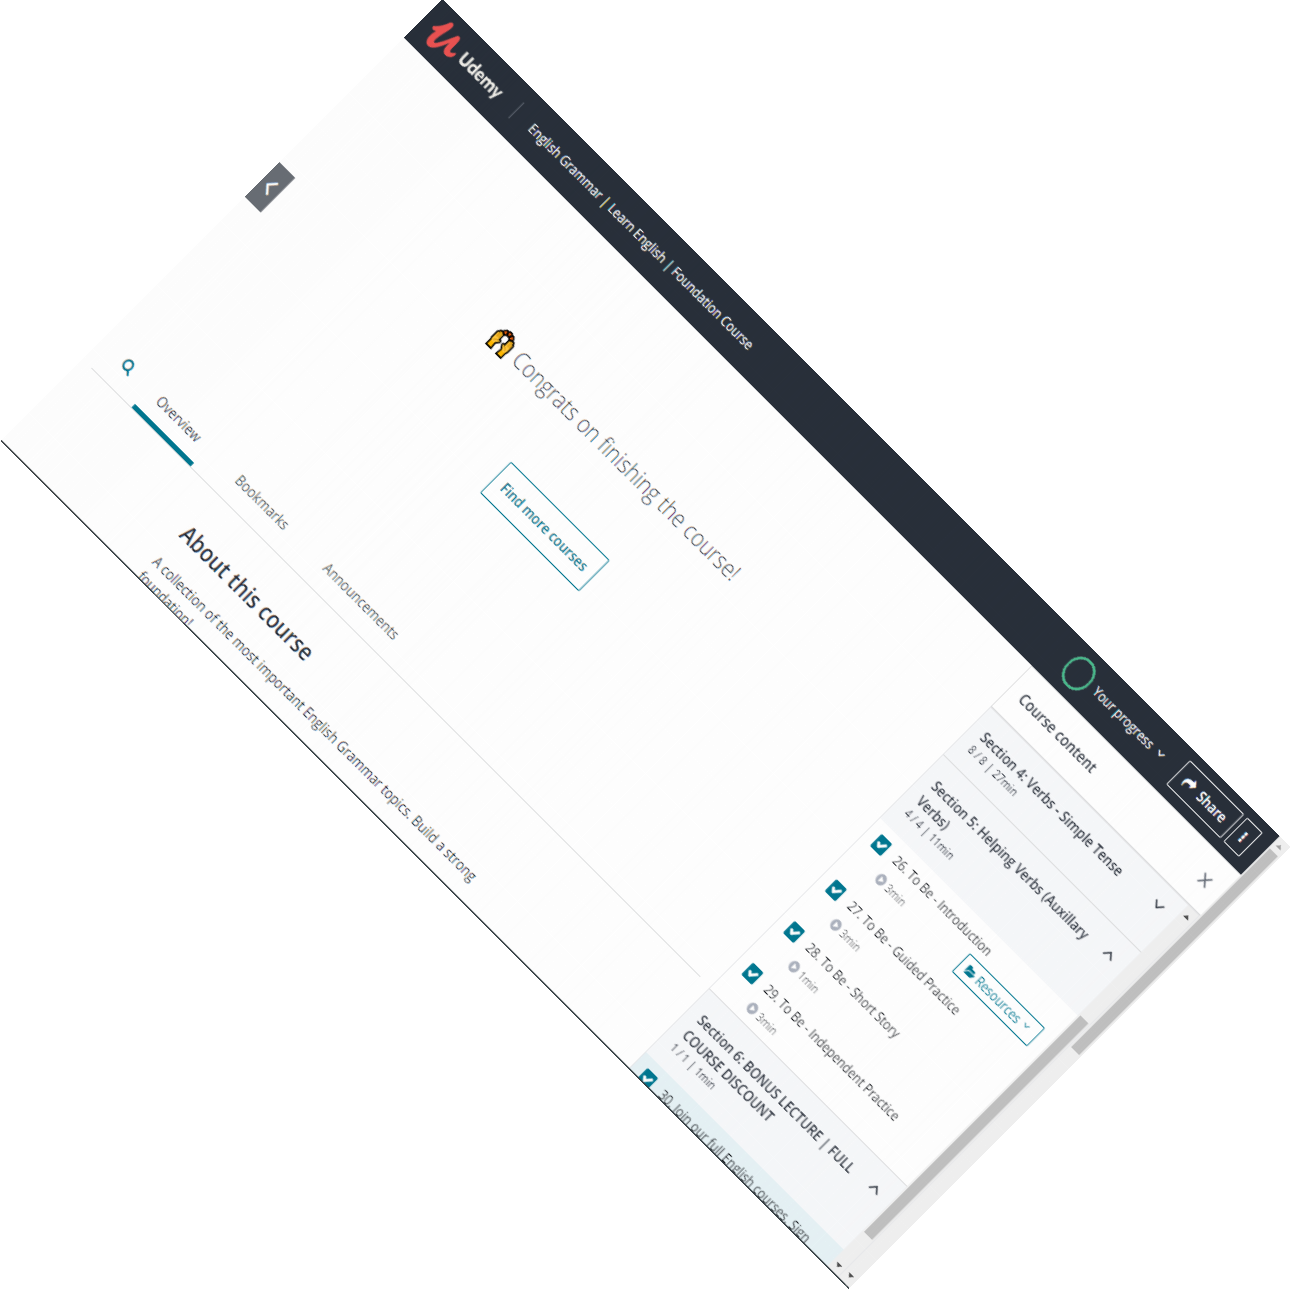 Udemy
English Grammar | Learn English | Foundation Course
Your progress
Share
Congrats on finishing the course!
Find more courses
Overview
Bookmarks
Announcements
About this course
A collection of the most important English Grammar topics. Build a strong
foundation!
Course content
Section 4: Verbs - Simple Tense
8 / 8 | 27min
Section 5: Helping Verbs (Auxillary
Verbs)
4 / 4 | 11min
26. To Be - Introduction
3min
Resources
27. To Be - Guided Practice
3min
28. To Be - Short Story
1min
29. To Be - Independent Practice
3min
Section 6: BONUS LECTURE | FULL
COURSE DISCOUNT
1 / 1 | 1min
30. Join our full English courses. Sign